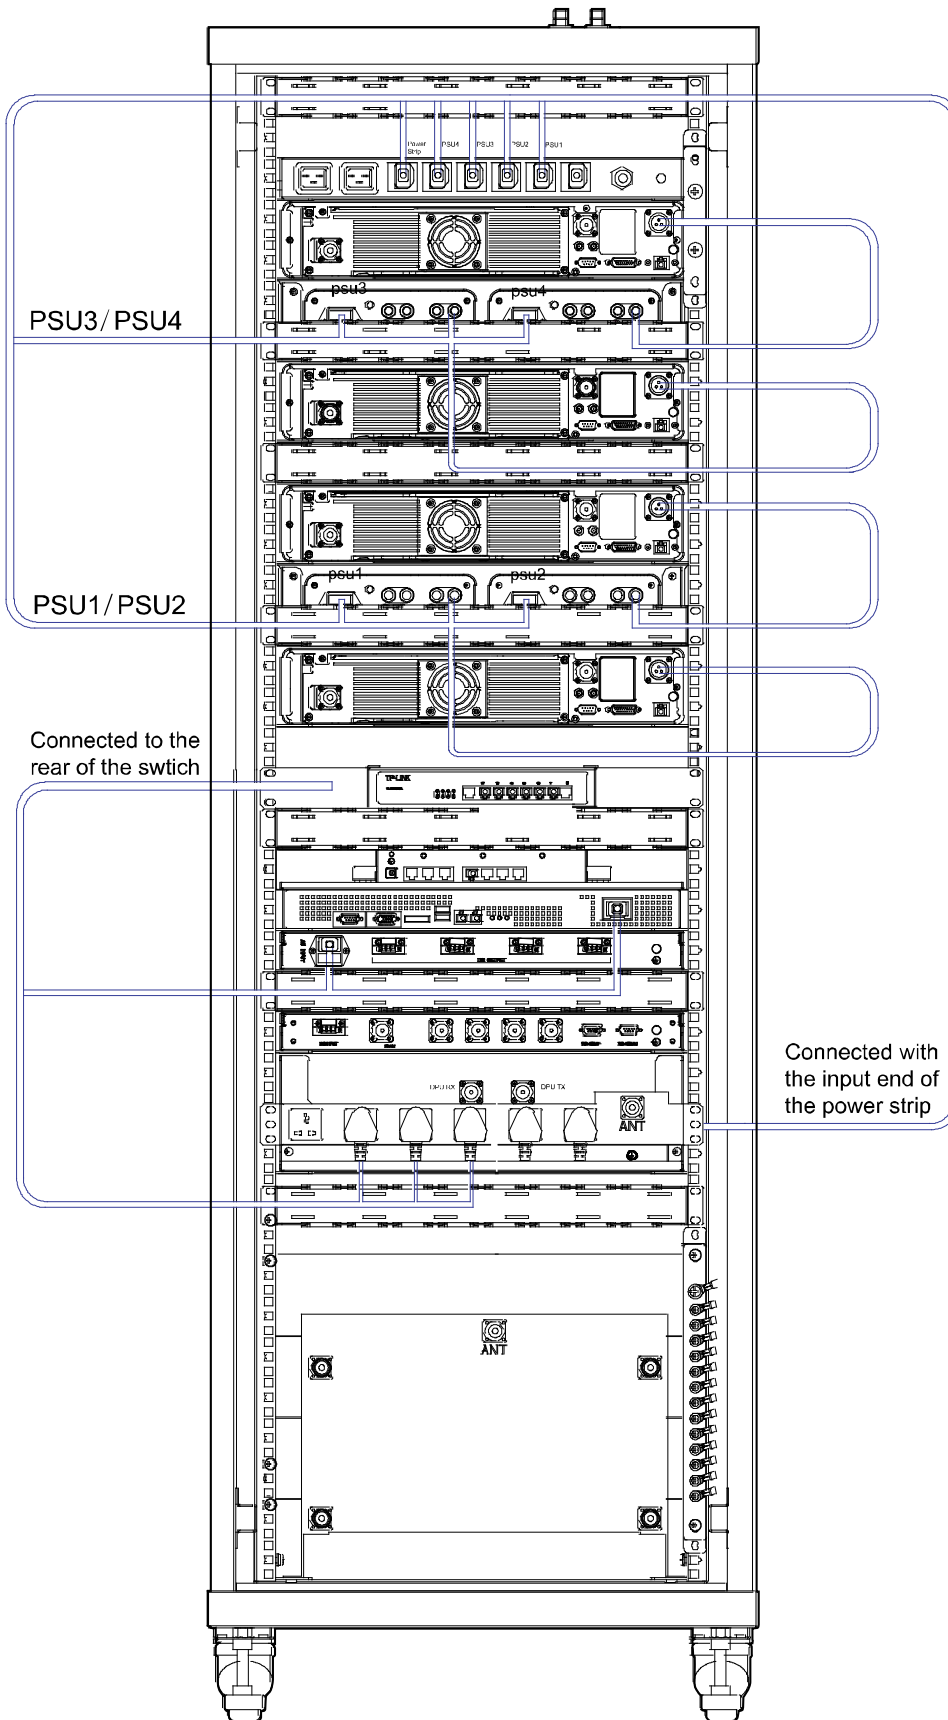 Power
Strip
PSU4
PSU3
PSU2
PSU1
psu3
psu4
PSU3/PSU4
psu1
psu2
PSU1/PSU2
Connected to the
rear of the swtich
TP-LINK
Connected with
the input end of
the power strip
DPU RX
DPU TX
ANT
ANT